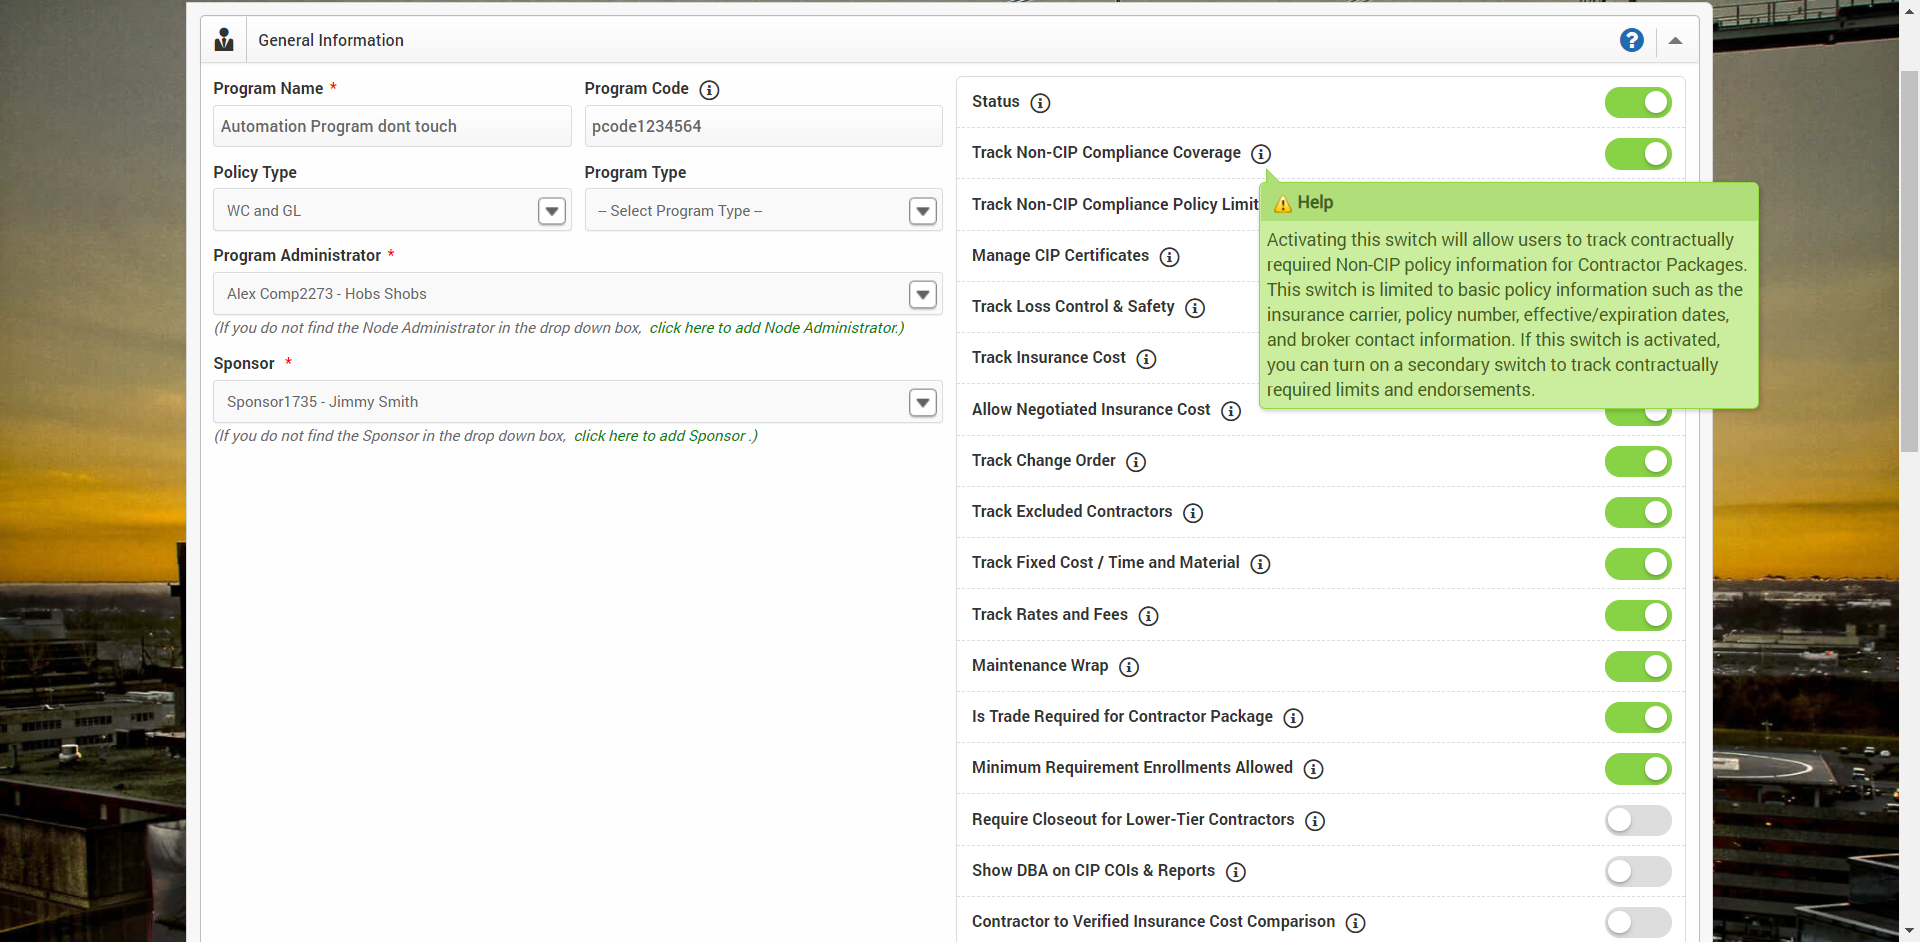 General Information
Program Name *
Program Code
Automation Program dont touch
pcode1234564
Policy Type
Program Type
WC and GL
-- Select Program Type --
Program Administrator *
Alex Comp2273 - Hobs Shobs
(If you do not find the Node Administrator in the drop down box, click here to add Node Administrator.)
Sponsor *
Sponsor1735 - Jimmy Smith
(If you do not find the Sponsor in the drop down box, click here to add Sponsor .)
Status
Track Non-CIP Compliance Coverage
Track Non-CIP Compliance Policy Limit
Manage CIP Certificates
Track Loss Control & Safety
Track Insurance Cost
Allow Negotiated Insurance Cost
Track Change Order
Track Excluded Contractors
Track Fixed Cost / Time and Material
Track Rates and Fees
Maintenance Wrap
Is Trade Required for Contractor Package
Minimum Requirement Enrollments Allowed
Require Closeout for Lower-Tier Contractors
Show DBA on CIP COIs & Reports
Contractor to Verified Insurance Cost Comparison
Help
Activating this switch will allow users to track contractually
required Non-CIP policy information for Contractor Packages.
This switch is limited to basic policy information such as the
insurance carrier, policy number, effective/expiration dates,
and broker contact information. If this switch is activated,
you can turn on a secondary switch to track contractually
required limits and endorsements.